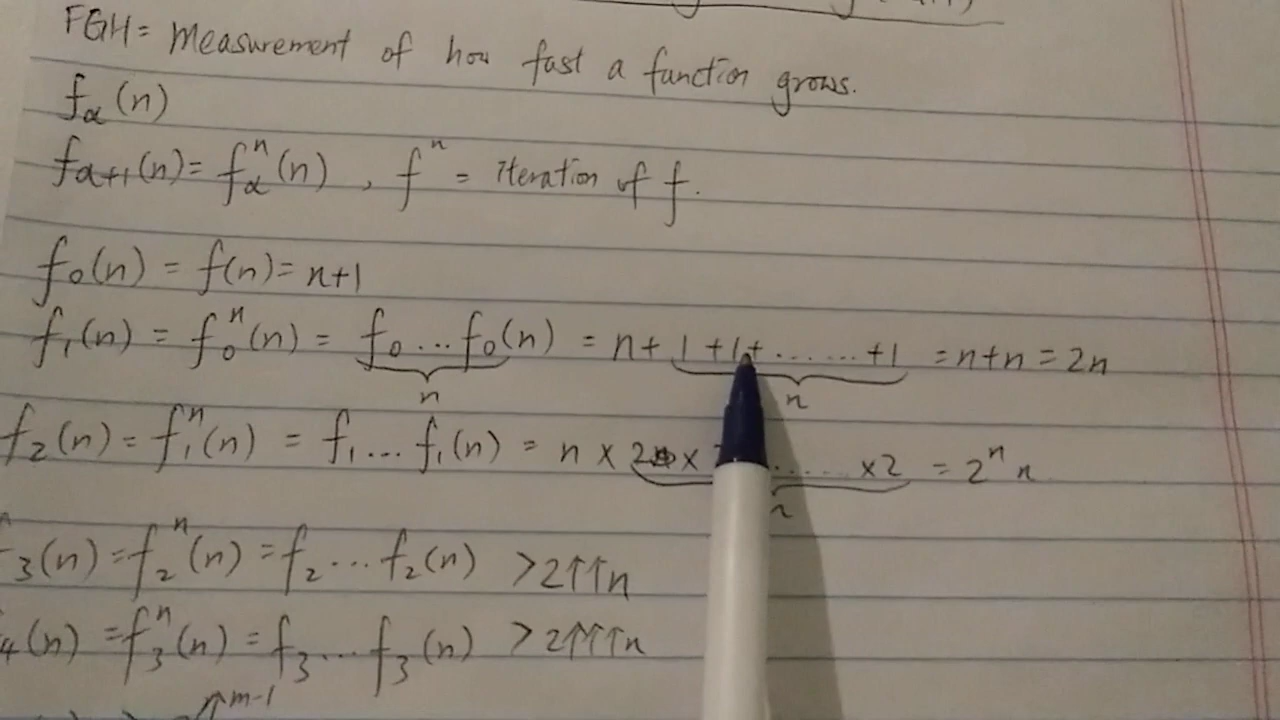 FGH = Measurement of how fast a function grows.
fα(n)
fα+1(n) = fαⁿ(n) , fⁿ = iteration of f.
f₀(n) = f(n) = n+1
f₁(n) = f₀ⁿ(n) = f₀...f₀(n) = n + 1 + 1 + ...... + 1 = n+n = 2n
n n
f₂(n) = f₁ⁿ(n) = f₁...f₁(n) = n × 2 × ..... ×2 = 2ⁿ n
n
3(n) = f₂ⁿ(n) = f₂...f₂(n) > 2↑↑n
4(n) = f₃ⁿ(n) = f₃...f₃(n) > 2↑↑↑n
↑m-1